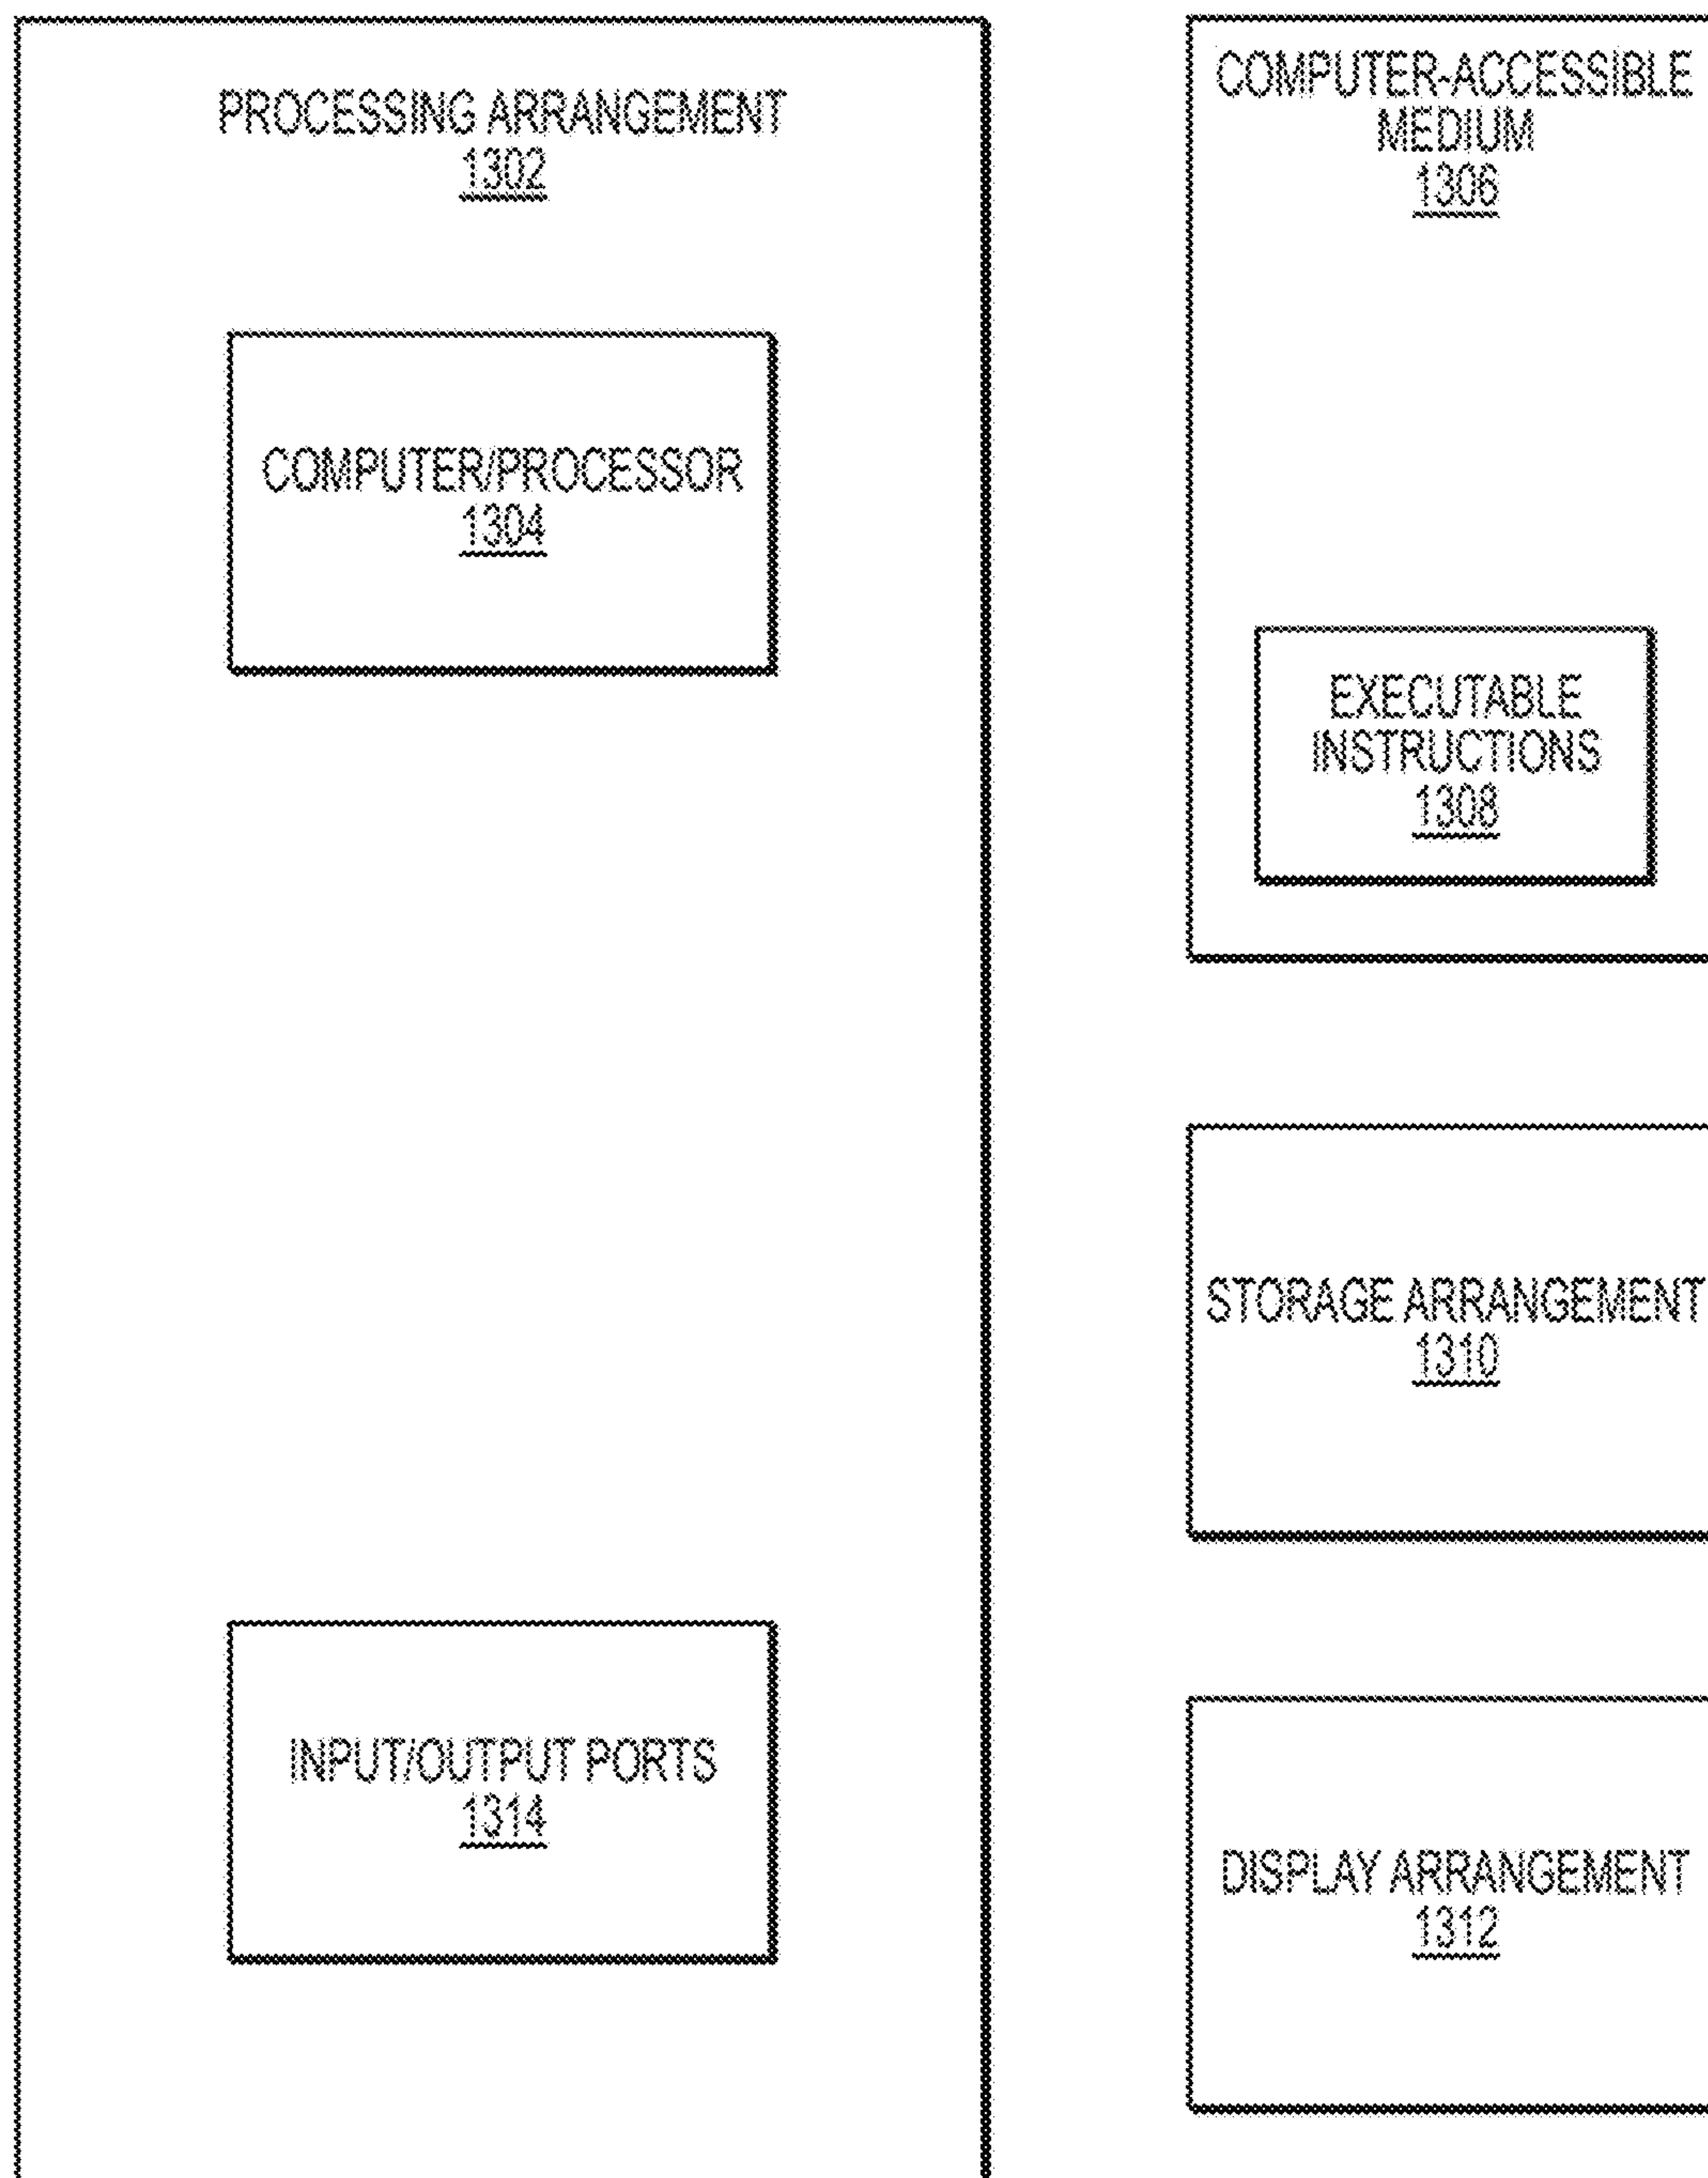 PROCESSING ARRANGEMENT
1302
COMPUTER/PROCESSOR
1304
INPUT/OUTPUT PORTS
1314
COMPUTER-ACCESSIBLE
MEDIUM
1306
EXECUTABLE
INSTRUCTIONS
1308
STORAGE ARRANGEMENT
1310
DISPLAY ARRANGEMENT
1312